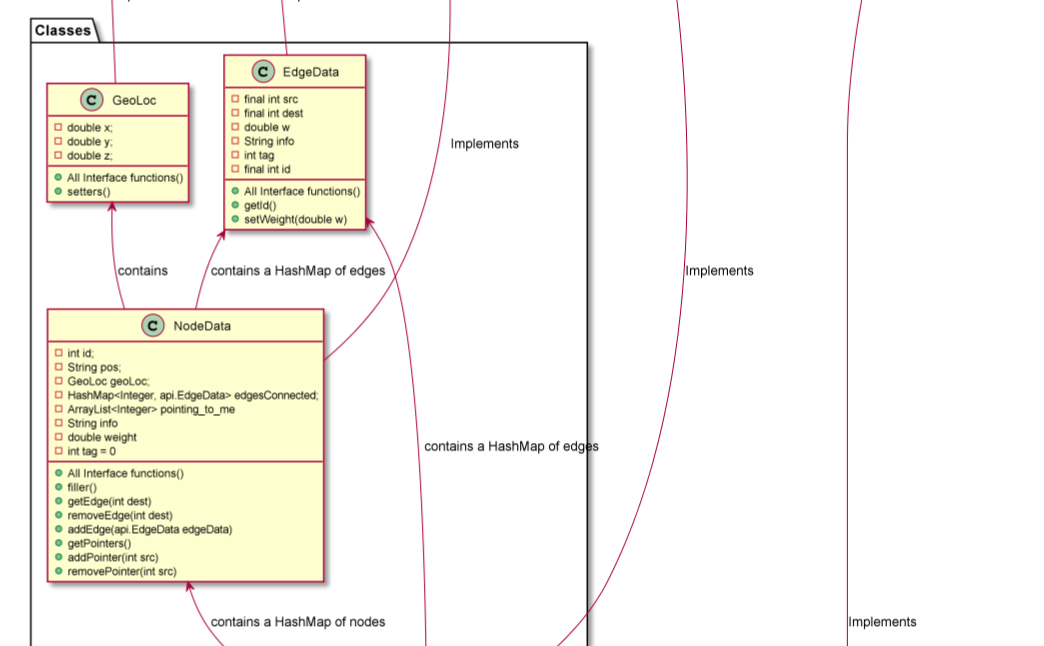 Classes
C GeoLoc
double x;
double y;
double z;
All Interface functions()
setters()
C EdgeData
final int src
final int dest
double w
String info
int tag
final int id
All Interface functions()
getId()
setWeight(double w)
Implements
contains
contains a HashMap of edges
Implements
C NodeData
int id;
String pos;
GeoLoc geoLoc;
HashMap<Integer, api.EdgeData> edgesConnected;
ArrayList<Integer> pointing_to_me
String info
double weight
int tag = 0
All Interface functions()
filler()
getEdge(int dest)
removeEdge(int dest)
addEdge(api.EdgeData edgeData)
getPointers()
addPointer(int src)
removePointer(int src)
contains a HashMap of edges
contains a HashMap of nodes
Implements